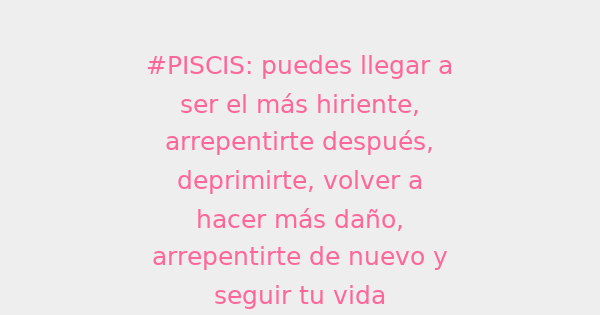 #PISCIS: puedes llegar a
ser el más hiriente,
arrepentirte después,
deprimirte, volver a
hacer más daño,
arrepentirte de nuevo y
seguir tu vida